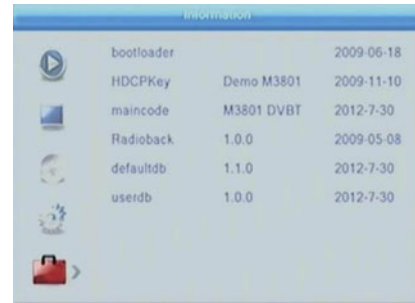 Information
bootloader 2009-06-18
HDCPKey Demo M3801 2009-11-10
maincode M3801 DVBT 2012-7-30
Radioback 1.0.0 2009-05-08
defaultdb 1.1.0 2012-7-30
userdb 1.0.0 2012-7-30